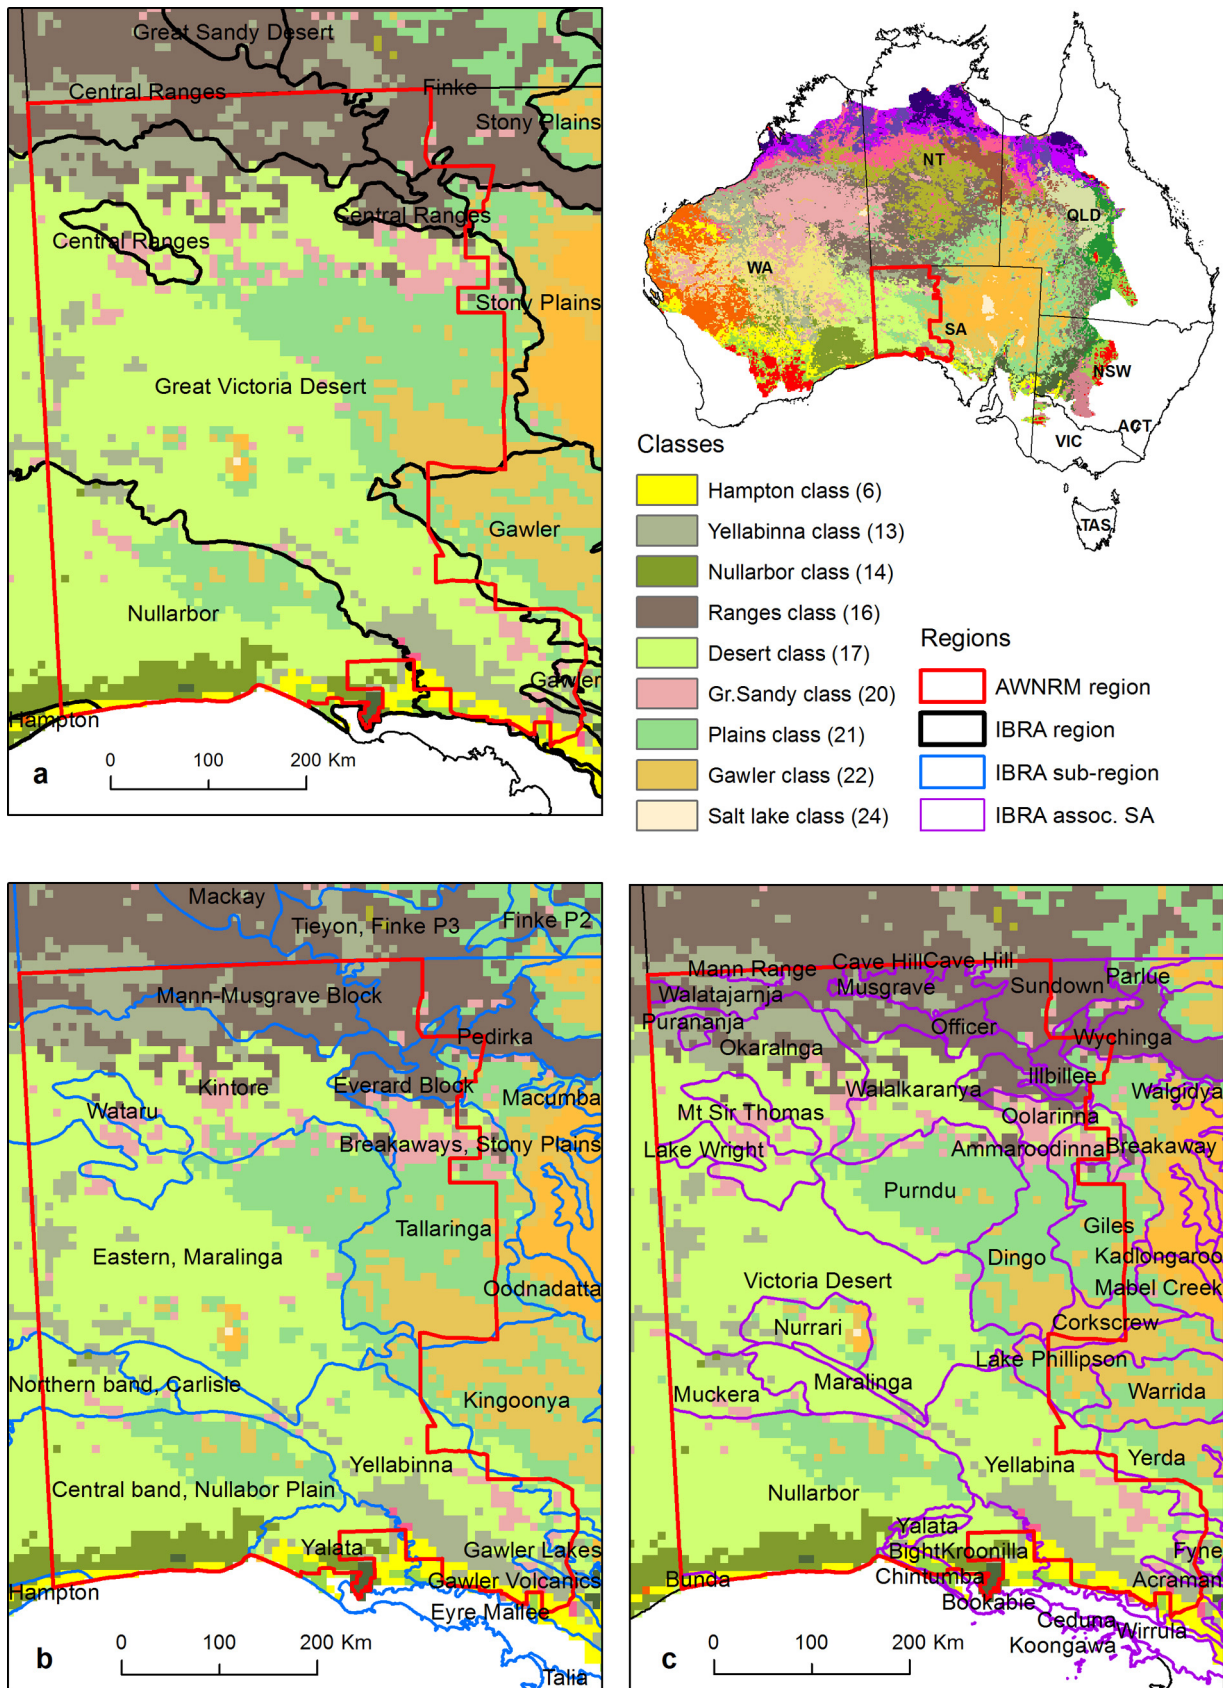 Great Sandy Desert
Central Ranges
Finke
Stony Plains
Central Ranges
Central Ranges
Stony Plains
Great Victoria Desert
Gawler
Nullarbor
Gawler
Hampton
0 100 200 Km
a
NT
QLD
WA
SA
NSW
ACT
VIC
TAS
Classes
Hampton class (6)
Yellabinna class (13)
Nullarbor class (14)
Ranges class (16)
Desert class (17)
Gr.Sandy class (20)
Plains class (21)
Gawler class (22)
Salt lake class (24)
Regions
AWNRM region
IBRA region
IBRA sub-region
IBRA assoc. SA
Mackay
Tieyon, Finke P3
Finke P2
Mann-Musgrave Block
Pedirka
Kintore
Everard Block
Macumba
Wataru
Breakaways, Stony Plains
Tallaringa
Eastern, Maralinga
Oodnadatta
Northern band, Carlisle
Kingoonya
Yellabinna
Central band, Nullabor Plain
Yalata
Gawler Lakes
Gawler Volcanics
Hampton
Eyre Mallee
Talia
0 100 200 Km
b
Mann Range
Cave Hill
Cave Hill
Parlue
Walatajarnja
Musgrave
Sundown
Purananja
Officer
Wychinga
Okaralnga
Illbillee
Walalkaranya
Walgidya
Mt Sir Thomas
Oolarinna
Lake Wright
Ammaroodinna
Breakaway
Purndu
Giles
Dingo
Kadlongaroo
Victoria Desert
Mabel Creek
Nurrari
Corkscrew
Lake Phillipson
Maralinga
Muckera
Warrida
Yellabina
Yerda
Nullarbor
Yalata
Bight
Kroonilla
Fyne
Bunda
Chintumba
Acraman
Bookabie
Ceduna
Wirrula
Koongawa
0 100 200 Km
c